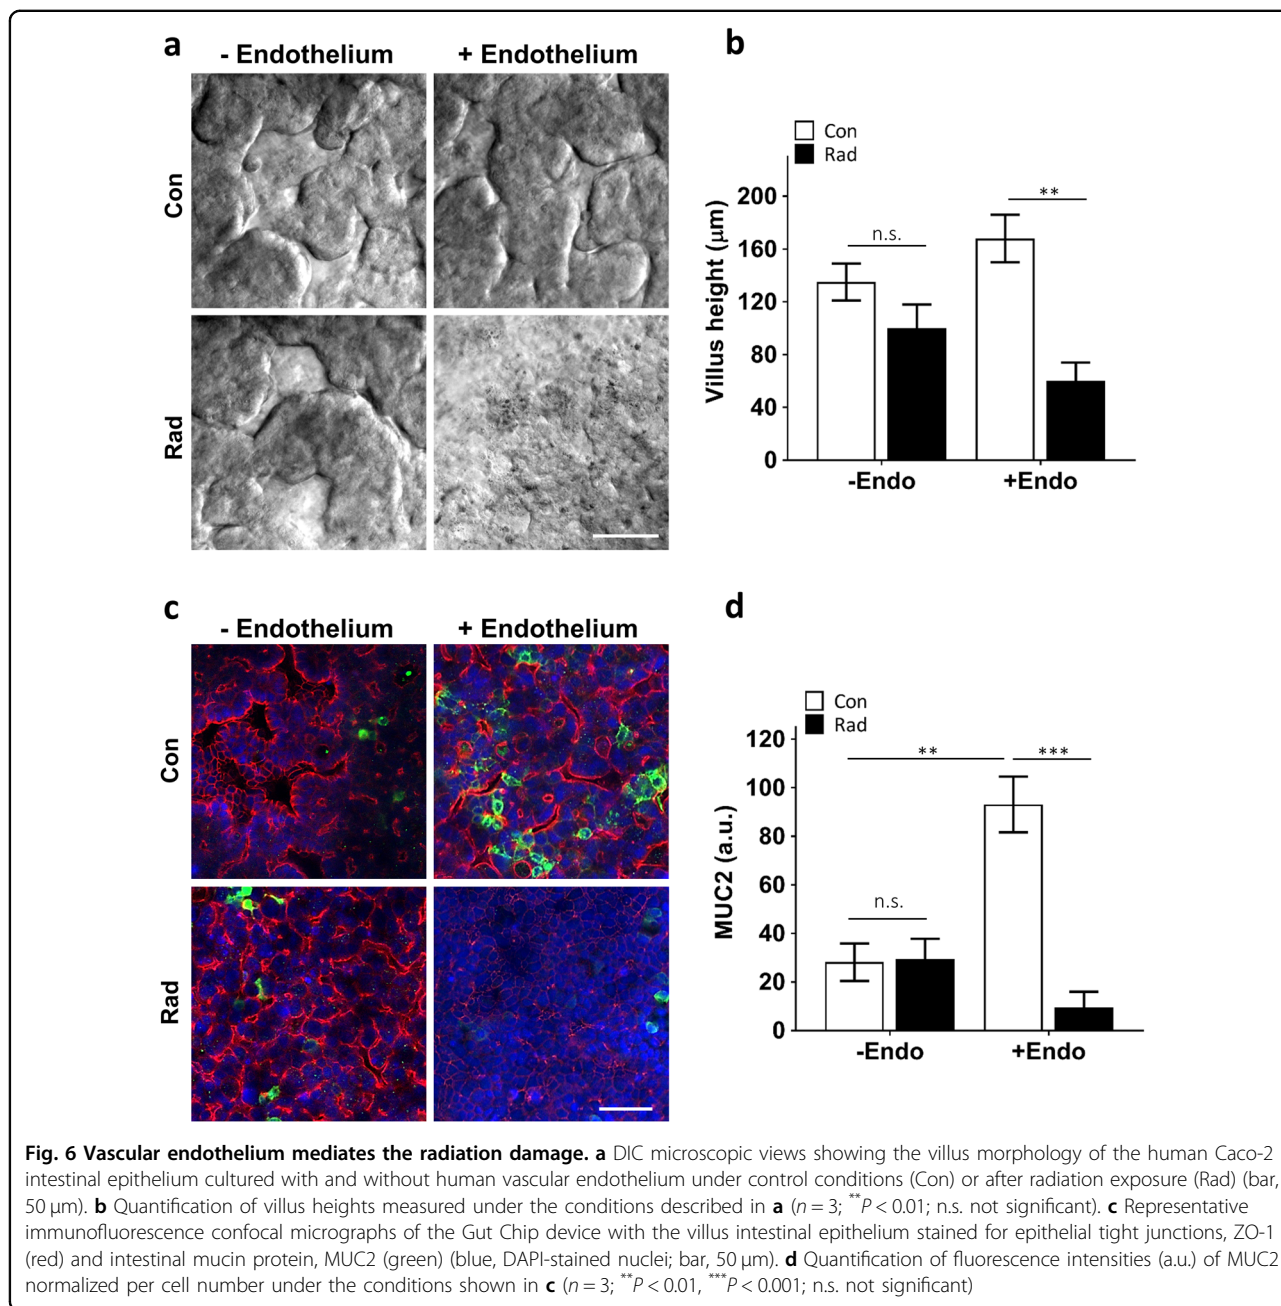 a
- Endothelium
+ Endothelium
Con
Rad
b
Con
Rad
Villus height (μm)
200
160
120
80
40
0
n.s.
**
-Endo
+Endo
c
- Endothelium
+ Endothelium
Con
Rad
d
Con
Rad
MUC2 (a.u.)
120
100
80
60
40
20
0
**
***
n.s.
-Endo
+Endo
Fig. 6 Vascular endothelium mediates the radiation damage. a DIC microscopic views showing the villus morphology of the human Caco-2
intestinal epithelium cultured with and without human vascular endothelium under control conditions (Con) or after radiation exposure (Rad) (bar,
50 μm). b Quantification of villus heights measured under the conditions described in a (n = 3; **P < 0.01; n.s. not significant). c Representative
immunofluorescence confocal micrographs of the Gut Chip device with the villus intestinal epithelium stained for epithelial tight junctions, ZO-1
(red) and intestinal mucin protein, MUC2 (green) (blue, DAPI-stained nuclei; bar, 50 μm). d Quantification of fluorescence intensities (a.u.) of MUC2
normalized per cell number under the conditions shown in c (n = 3; **P < 0.01, ***P < 0.001; n.s. not significant)